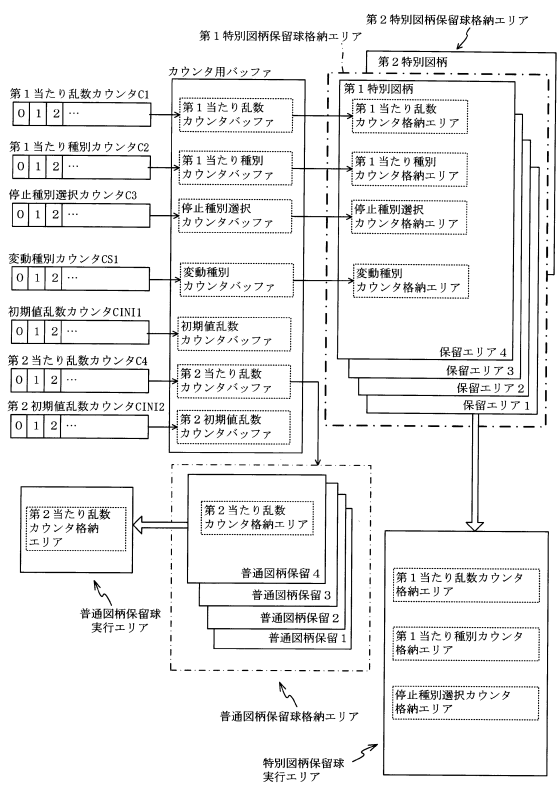 第２特別図柄保留球格納エリア
第１特別図柄保留球格納エリア
第２特別図柄
カウンタ用バッファ
第１特別図柄
第１当たり乱数カウンタC1
0 1 2 …
第１当たり乱数
カウンタバッファ
第１当たり乱数
カウンタ格納エリア
第１当たり種別カウンタC2
0 1 2 …
第１当たり種別
カウンタバッファ
第１当たり種別
カウンタ格納エリア
停止種別選択カウンタC3
0 1 2 …
停止種別選択
カウンタバッファ
停止種別選択
カウンタ格納エリア
変動種別カウンタCS1
0 1 2 …
変動種別
カウンタバッファ
変動種別
カウンタ格納エリア
初期値乱数カウンタCINI1
0 1 2 …
初期値乱数
カウンタバッファ
保留エリア４
保留エリア３
保留エリア２
保留エリア１
第２当たり乱数カウンタC4
0 1 2 …
第２当たり乱数
カウンタバッファ
第２初期値乱数カウンタCINI2
0 1 2 …
第２初期値乱数
カウンタバッファ
第２当たり乱数
カウンタ格納
エリア
第２当たり乱数
カウンタ格納エリア
普通図柄保留４
普通図柄保留３
普通図柄保留２
普通図柄保留１
普通図柄保留球
実行エリア
普通図柄保留球格納エリア
第１当たり乱数カウンタ
格納エリア
第１当たり種別カウンタ
格納エリア
停止種別選択カウンタ
格納エリア
特別図柄保留球
実行エリア